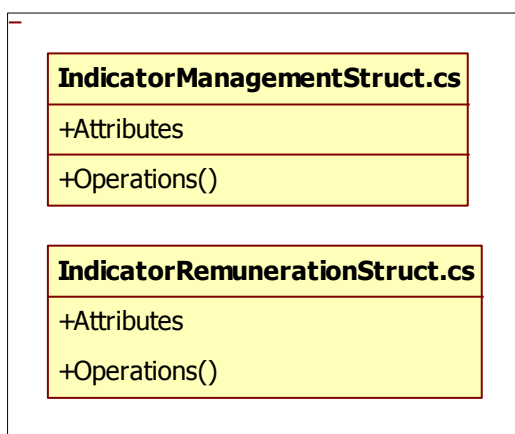 IndicatorManagementStruct.cs
+Attributes
+Operations()
IndicatorRemunerationStruct.cs
+Attributes
+Operations()